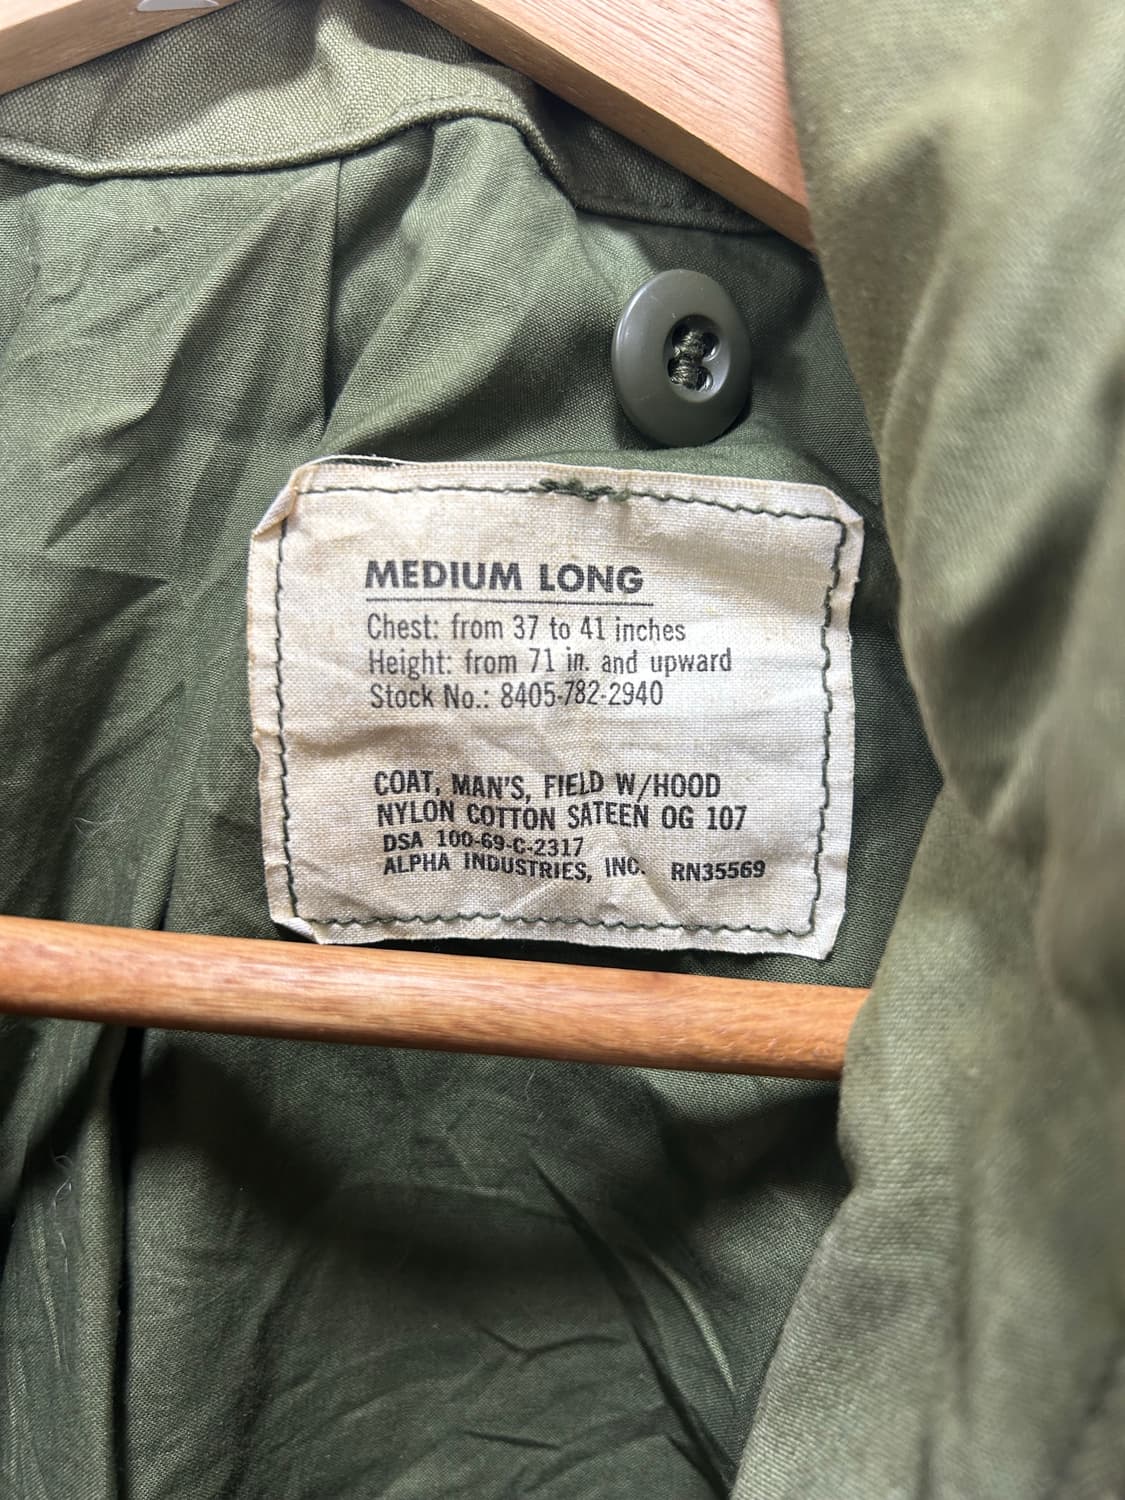 MEDIUM LONG
Chest: from 37 to 41 inches
Height: from 71 in. and upward
Stock No.: 8405-782-2940
COAT, MAN'S, FIELD W/HOOD
NYLON COTTON SATEEN OG 107
DSA 100-69-C-2317
ALPHA INDUSTRIES, INC. RN35569